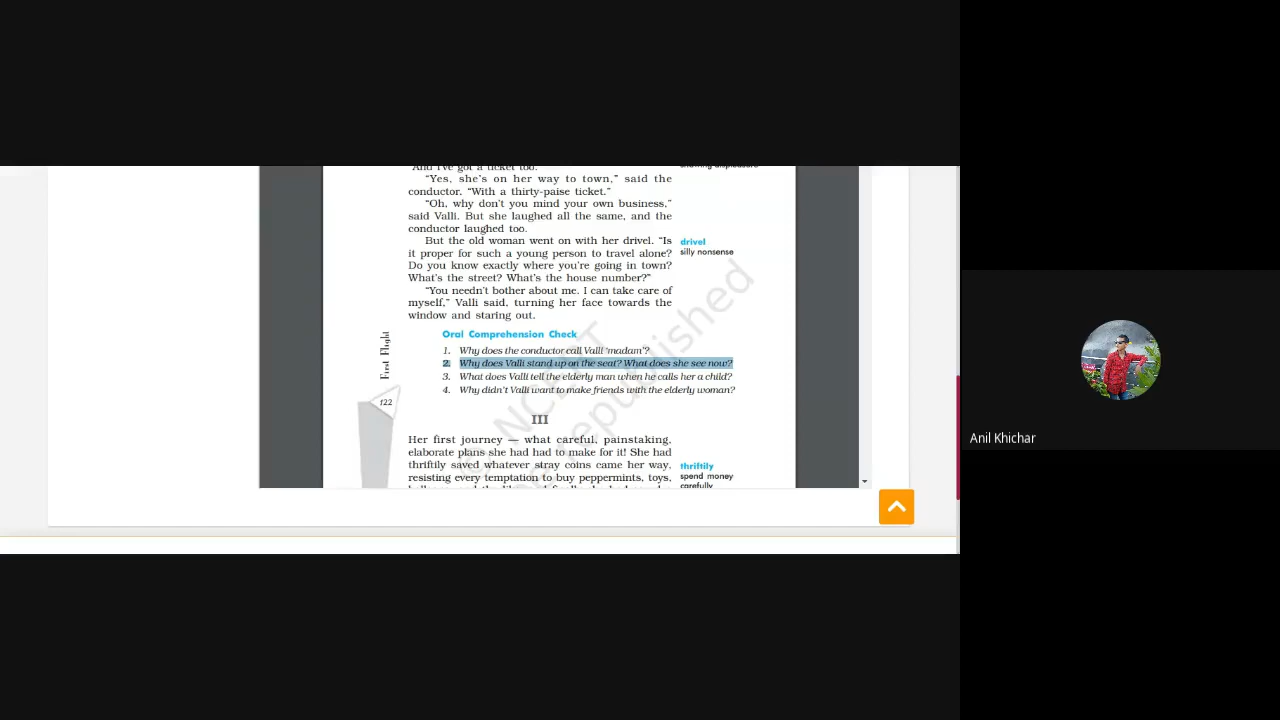 "And I've got a ticket too."
"Yes, she's on her way to town," said the
conductor. "With a thirty-paise ticket."
"Oh, why don't you mind your own business,"
said Valli. But she laughed all the same, and the
conductor laughed too.
But the old woman went on with her drivel. "Is
it proper for such a young person to travel alone?
Do you know exactly where you're going in town?
What's the street? What's the house number?"
"You needn't bother about me. I can take care of
myself," Valli said, turning her face towards the
window and staring out.
drivel
silly nonsense
Oral Comprehension Check
1. Why does the conductor call Valli 'madam'?
2. Why does Valli stand up on the seat? What does she see now?
3. What does Valli tell the elderly man when he calls her a child?
4. Why didn't Valli want to make friends with the elderly woman?
First Flight
122
III
Her first journey — what careful, painstaking,
elaborate plans she had had to make for it! She had
thriftily saved whatever stray coins came her way,
resisting every temptation to buy peppermints, toys,
thriftily
spend money
carefully
© NCERT
republished
Anil Khichar